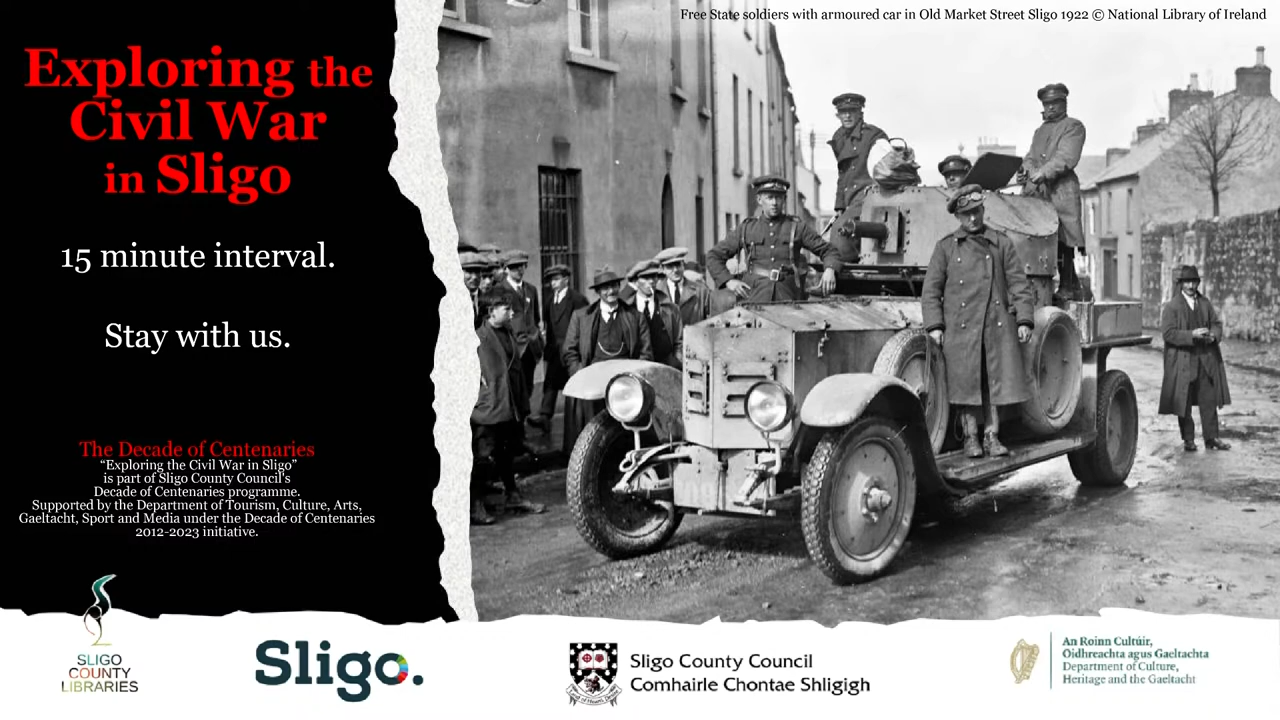 Free State soldiers with armoured car in Old Market Street Sligo 1922 © National Library of Ireland
Exploring the
Civil War
in Sligo
15 minute interval.
Stay with us.
The Decade of Centenaries
“Exploring the Civil War in Sligo”
is part of Sligo County Council's
Decade of Centenaries programme.
Supported by the Department of Tourism, Culture, Arts,
Gaeltacht, Sport and Media under the Decade of Centenaries
2012-2023 initiative.
SLIGO
COUNTY
LIBRARIES
Sligo.
Sligo County Council
Comhairle Chontae Shligigh
An Roinn Cultúir,
Oidhreachta agus Gaeltachta
Department of Culture,
Heritage and the Gaeltacht